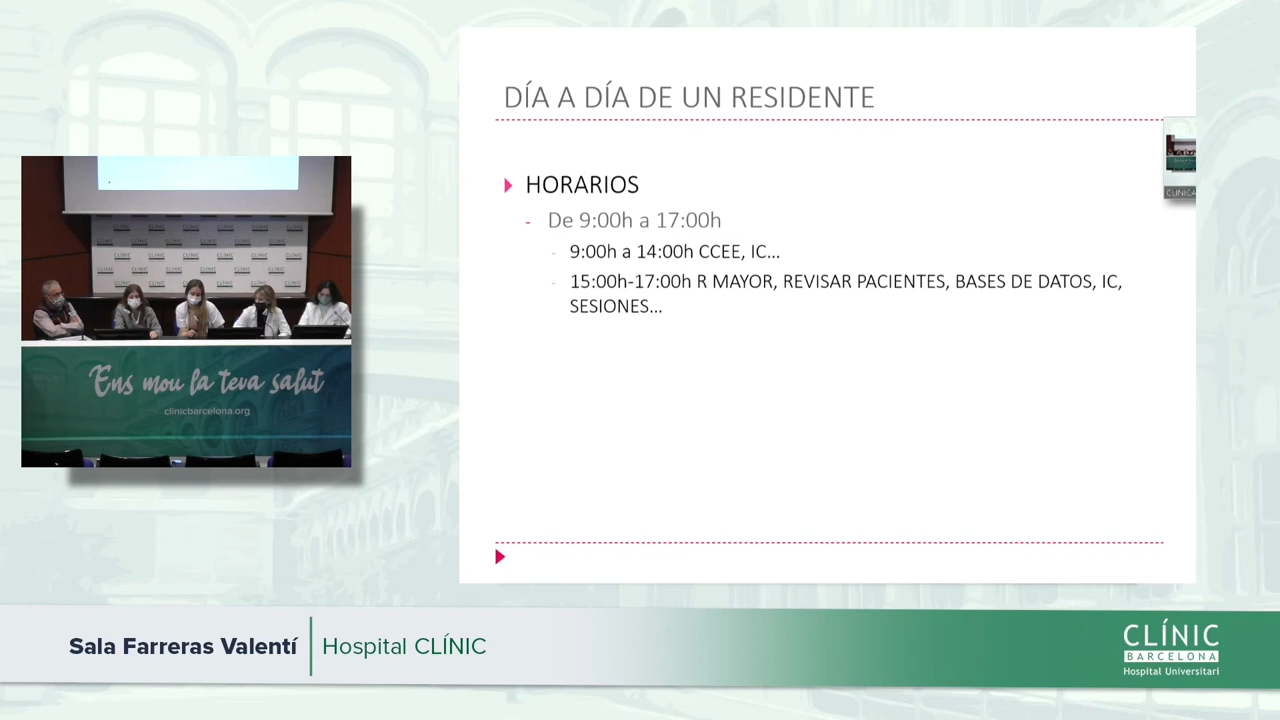 DÍA A DÍA DE UN RESIDENTE
HORARIOS
- De 9:00h a 17:00h
- 9:00h a 14:00h CCEE, IC...
- 15:00h-17:00h R MAYOR, REVISAR PACIENTES, BASES DE DATOS, IC,
SESIONES...
CLÍNICA
CLÍNIC
Ens mou la teva salut
clinicbarcelona.org
Sala Farreras Valentí
Hospital CLÍNIC
CLÍNIC
BARCELONA
Hospital Universitari